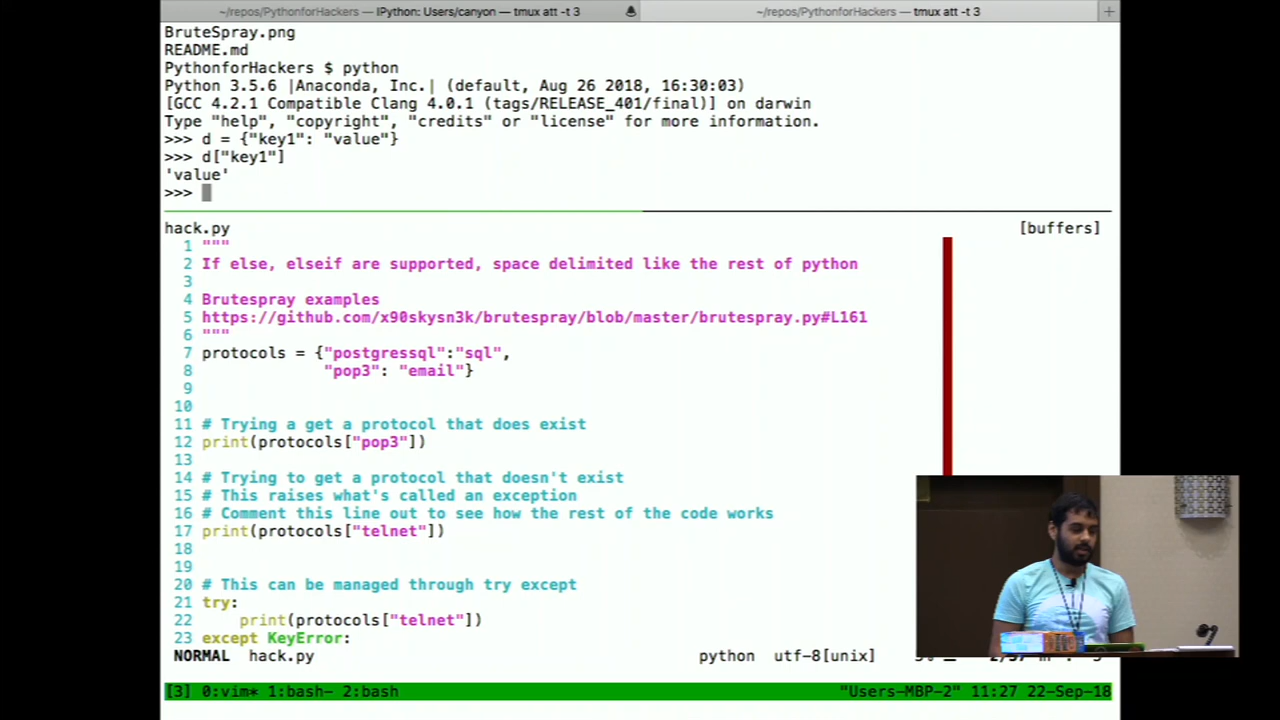 ~/repos/PythonforHackers — IPython: Users/canyon — tmux att -t 3
~/repos/PythonforHackers — tmux att -t 3
BruteSpray.png
README.md
PythonforHackers $ python
Python 3.5.6 |Anaconda, Inc.| (default, Aug 26 2018, 16:30:03)
[GCC 4.2.1 Compatible Clang 4.0.1 (tags/RELEASE_401/final)] on darwin
Type "help", "copyright", "credits" or "license" for more information.
>>> d = {"key1": "value"}
>>> d["key1"]
'value'
>>>
hack.py [buffers]
1 """
2 If else, elseif are supported, space delimited like the rest of python
3
4 Brutespray examples
5 https://github.com/x90skysn3k/brutespray/blob/master/brutespray.py#L161
6 """
7 protocols = {"postgressql":"sql",
8 "pop3": "email"}
9
10
11 # Trying a get a protocol that does exist
12 print(protocols["pop3"])
13
14 # Trying to get a protocol that doesn't exist
15 # This raises what's called an exception
16 # Comment this line out to see how the rest of the code works
17 print(protocols["telnet"])
18
19
20 # This can be managed through try except
21 try:
22 print(protocols["telnet"])
23 except KeyError:
NORMAL hack.py python utf-8[unix]
[3] 0:vim* 1:bash- 2:bash "Users-MBP-2" 11:27 22-Sep-18